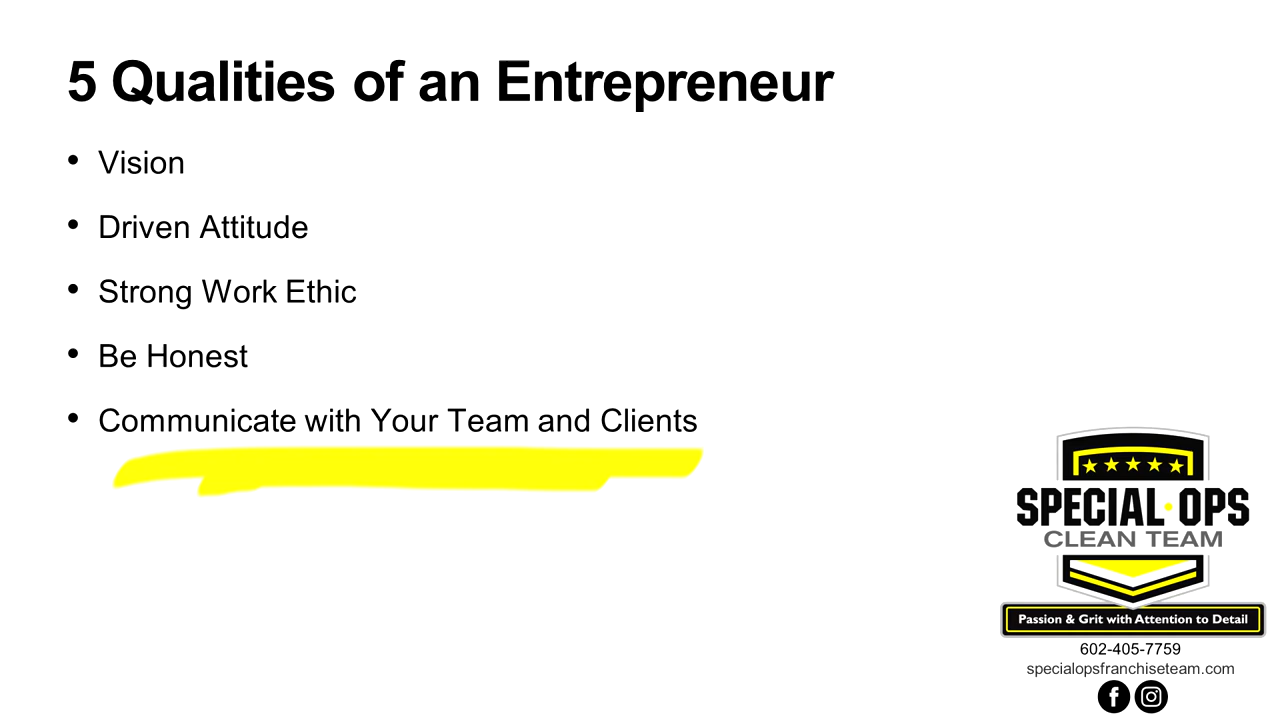 5 Qualities of an Entrepreneur
• Vision
• Driven Attitude
• Strong Work Ethic
• Be Honest
• Communicate with Your Team and Clients
SPECIAL·OPS
CLEAN TEAM
Passion & Grit with Attention to Detail
602-405-7759
specialopsfranchiseteam.com